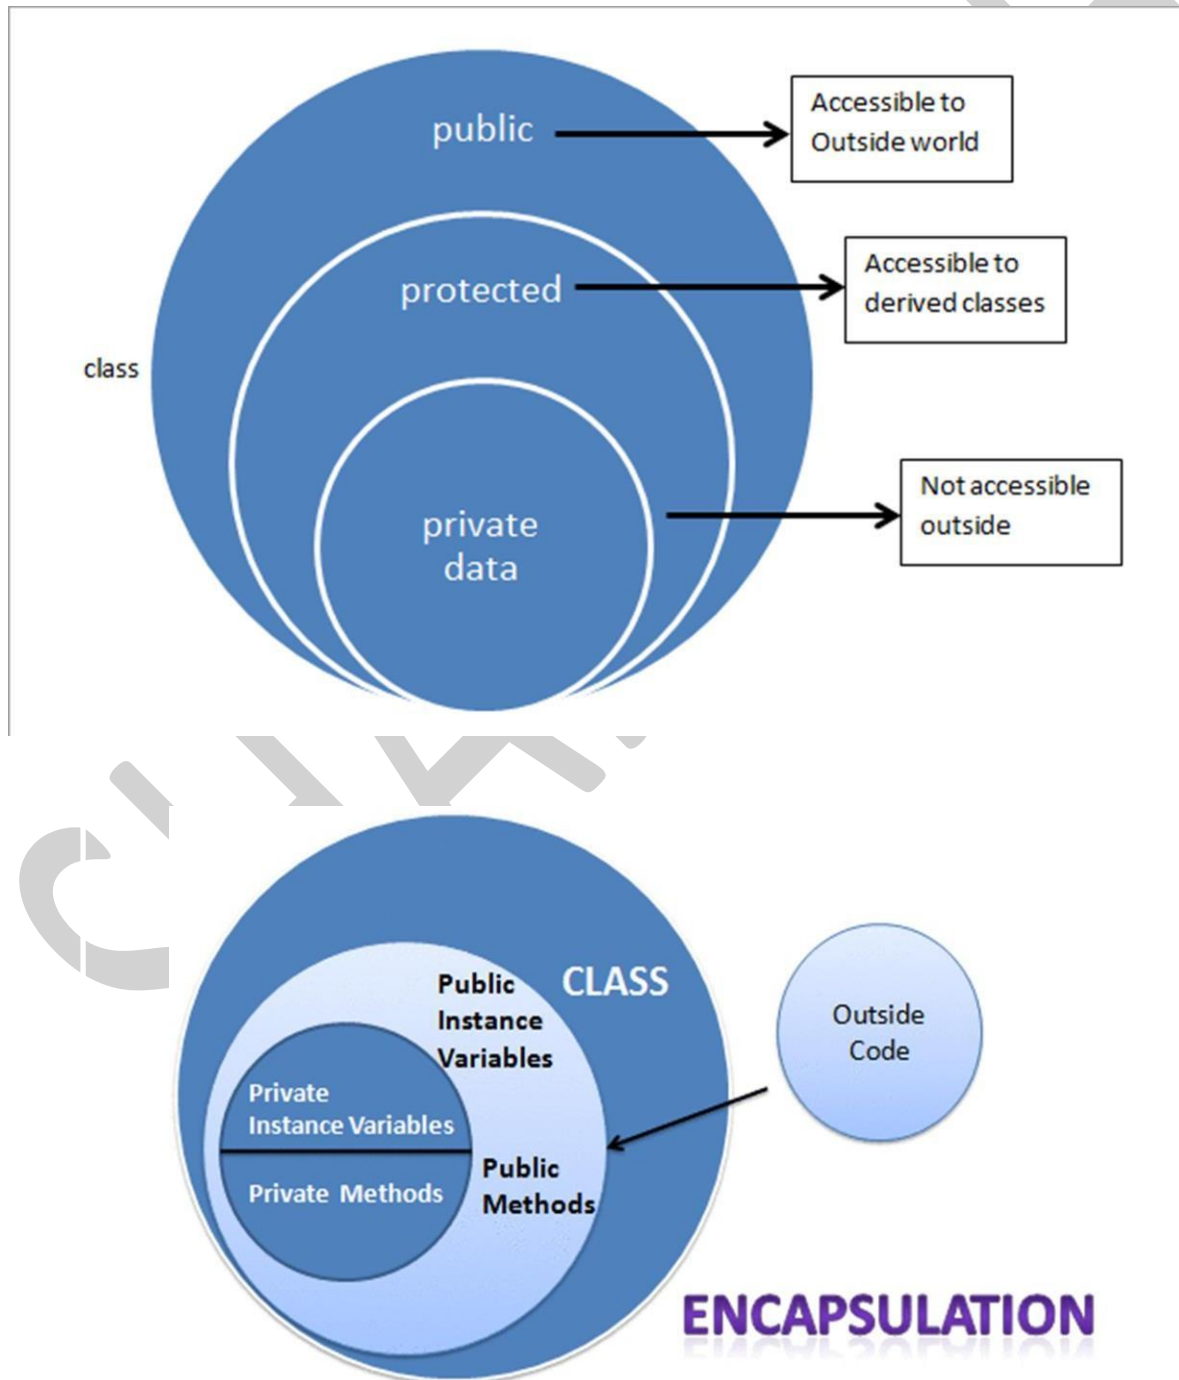 public
Accessible to
Outside world
protected
Accessible to
derived classes
class
private
data
Not accessible
outside
CLASS
Public
Instance
Variables
Private
Instance Variables
Private Methods
Public
Methods
Outside
Code
ENCAPSULATION